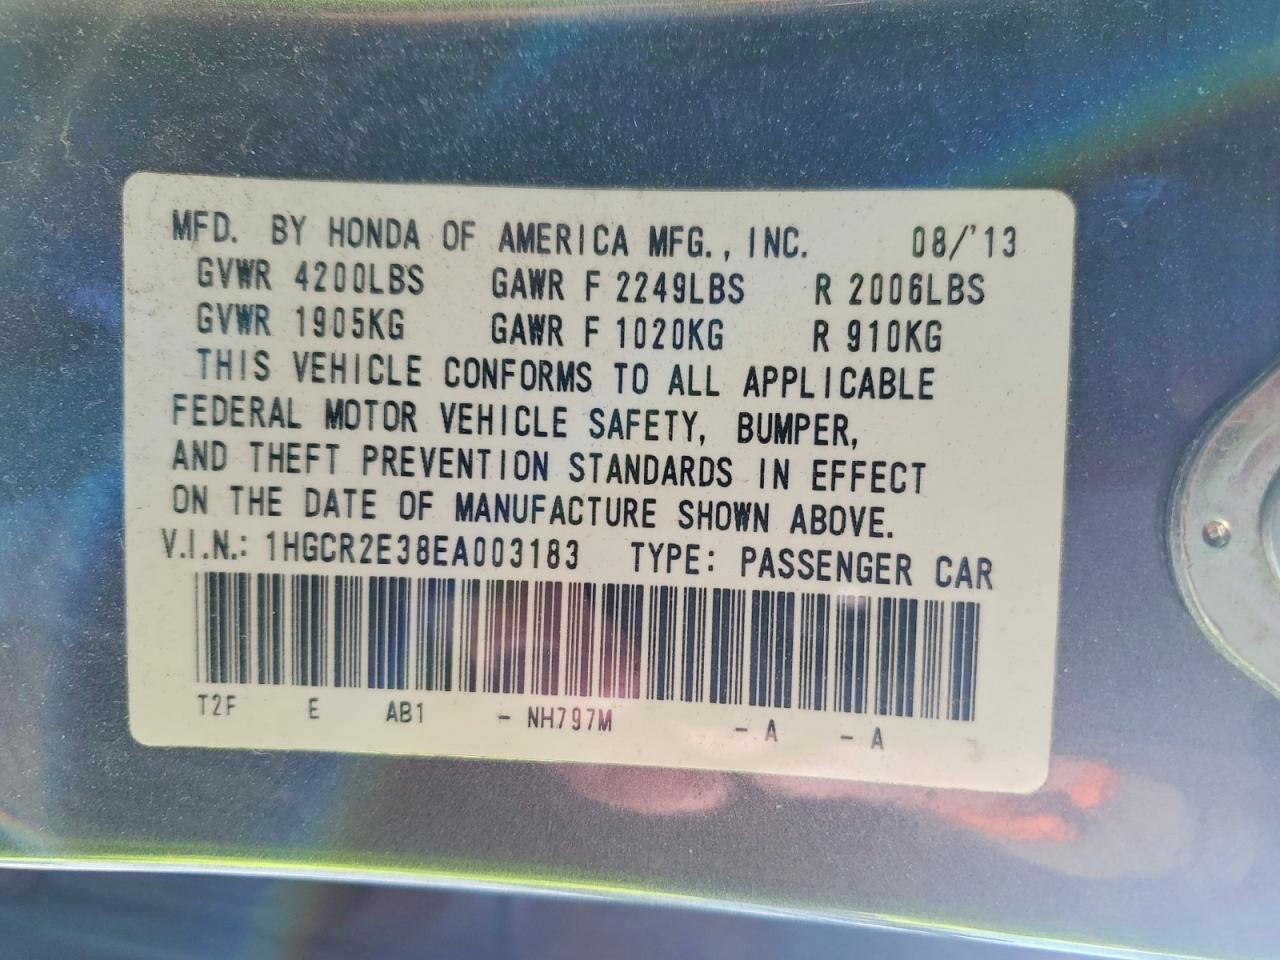 MFD. BY HONDA OF AMERICA MFG., INC. 08/'13
GVWR 4200LBS GAWR F 2249LBS R 2006LBS
GVWR 1905KG GAWR F 1020KG R 910KG
THIS VEHICLE CONFORMS TO ALL APPLICABLE
FEDERAL MOTOR VEHICLE SAFETY, BUMPER,
AND THEFT PREVENTION STANDARDS IN EFFECT
ON THE DATE OF MANUFACTURE SHOWN ABOVE.
V.I.N.: 1HGCR2E38EA003183 TYPE: PASSENGER CAR
T2F E AB1 - NH797M - A - A